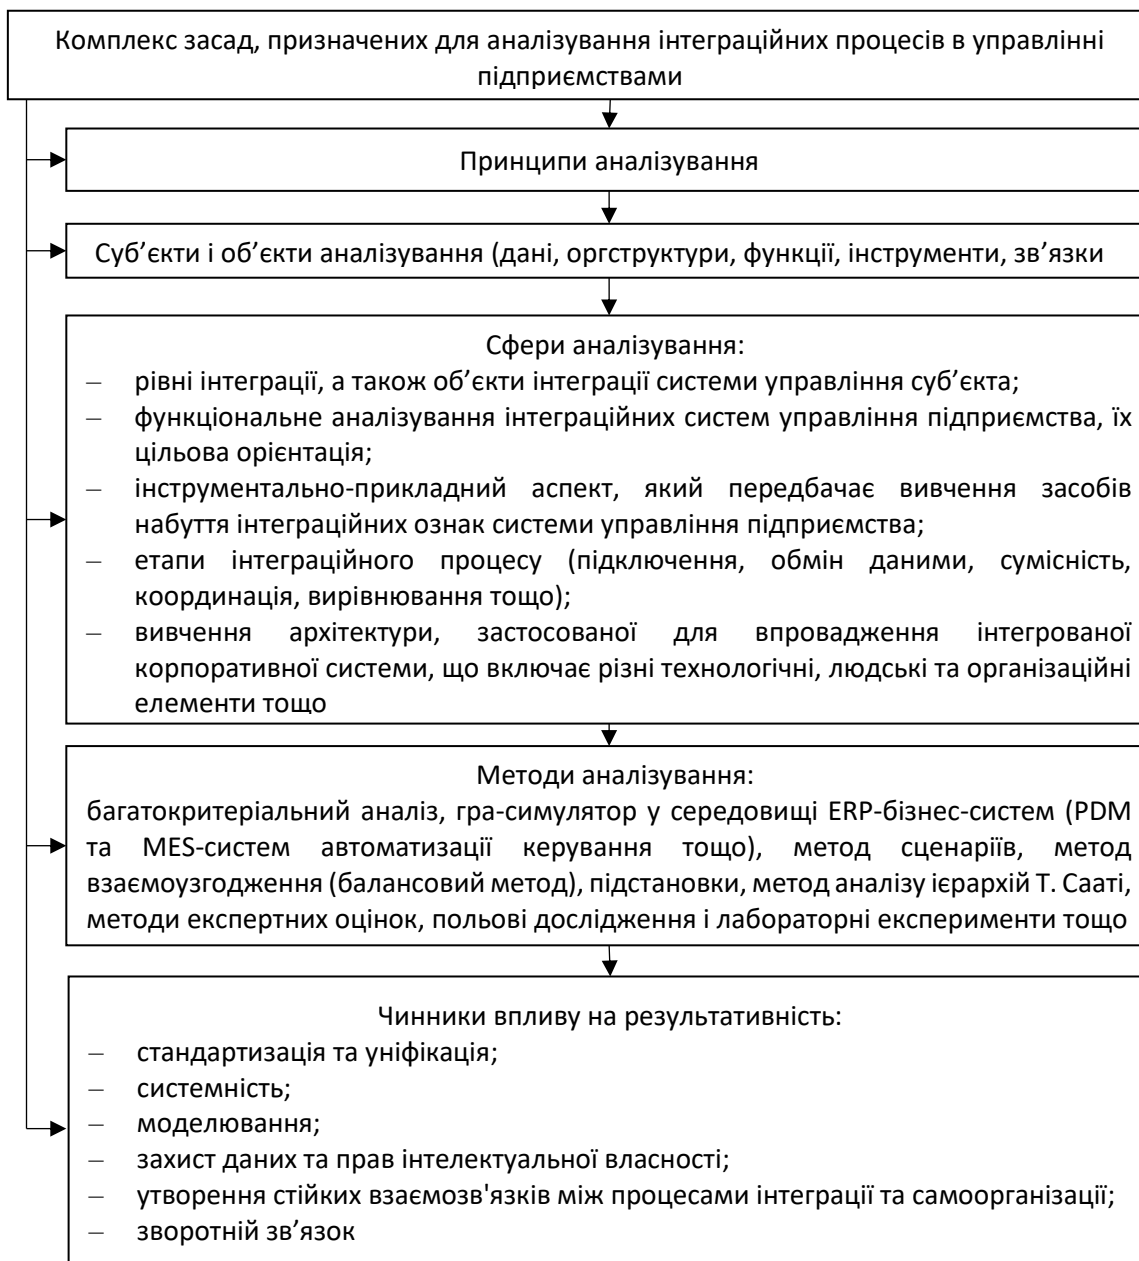 Комплекс засад, призначених для аналізування інтеграційних процесів в управлінні
підприємствами
Принципи аналізування
Суб’єкти і об’єкти аналізування (дані, оргструктури, функції, інструменти, зв’язки
Сфери аналізування:
– рівні інтеграції, а також об’єкти інтеграції системи управління суб’єкта;
– функціональне аналізування інтеграційних систем управління підприємства, їх
цільова орієнтація;
– інструментально-прикладний аспект, який передбачає вивчення засобів
набуття інтеграційних ознак системи управління підприємства;
– етапи інтеграційного процесу (підключення, обмін даними, сумісність,
координація, вирівнювання тощо);
– вивчення архітектури, застосованої для впровадження інтегрованої
корпоративної системи, що включає різні технологічні, людські та організаційні
елементи тощо
Методи аналізування:
багатокритеріальний аналіз, гра-симулятор у середовищі ERP-бізнес-систем (PDM
та MES-систем автоматизації керування тощо), метод сценаріїв, метод
взаємоузгодження (балансовий метод), підстановки, метод аналізу ієрархій Т. Сааті,
методи експертних оцінок, польові дослідження і лабораторні експерименти тощо
Чинники впливу на результативність:
– стандартизація та уніфікація;
– системність;
– моделювання;
– захист даних та прав інтелектуальної власності;
– утворення стійких взаємозв'язків між процесами інтеграції та самоорганізації;
– зворотній зв’язок